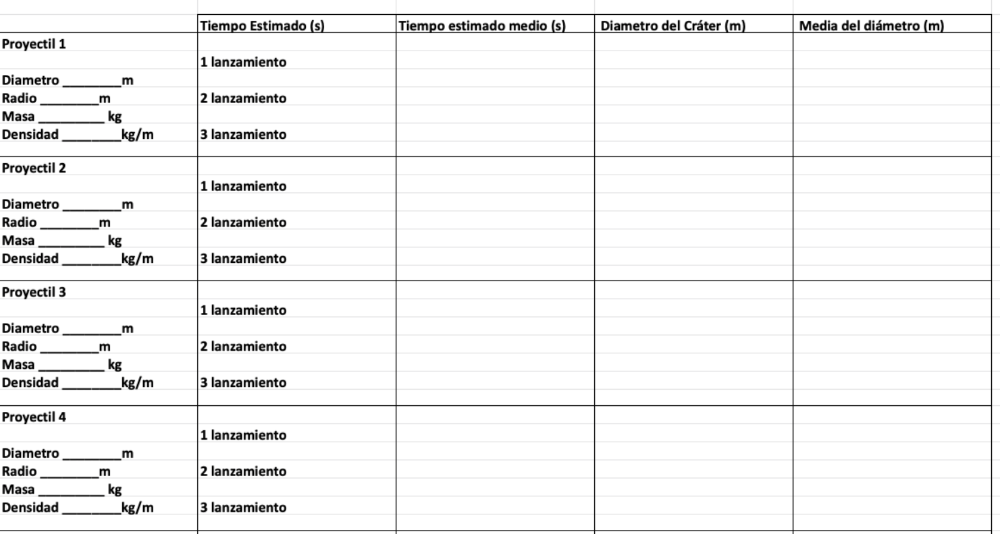 Tiempo Estimado (s) Tiempo estimado medio (s) Diametro del Cráter (m) Media del diámetro (m)
Proyectil 1
1 lanzamiento
Diametro ________m
Radio ________m 2 lanzamiento
Masa _________ kg
Densidad ________kg/m 3 lanzamiento
Proyectil 2
1 lanzamiento
Diametro ________m
Radio ________m 2 lanzamiento
Masa _________ kg
Densidad ________kg/m 3 lanzamiento
Proyectil 3
1 lanzamiento
Diametro ________m
Radio ________m 2 lanzamiento
Masa _________ kg
Densidad ________kg/m 3 lanzamiento
Proyectil 4
1 lanzamiento
Diametro ________m
Radio ________m 2 lanzamiento
Masa _________ kg
Densidad ________kg/m 3 lanzamiento